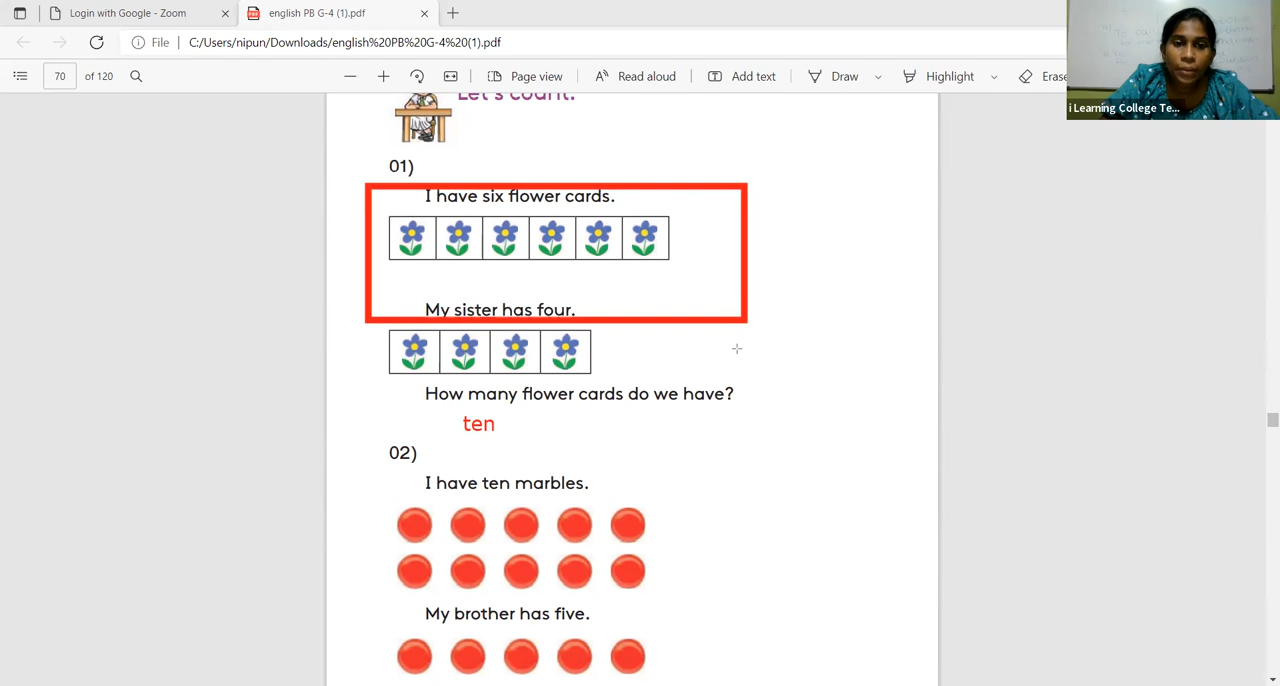 Login with Google - Zoom
english PB G-4 (1).pdf
File
C:/Users/nipun/Downloads/english%20PB%20G-4%20(1).pdf
70 of 120
Page view
Read aloud
Add text
Draw
Highlight
Erase
i Learning College Te...
Let's count.
01)
I have six flower cards.
My sister has four.
How many flower cards do we have?
ten
02)
I have ten marbles.
My brother has five.